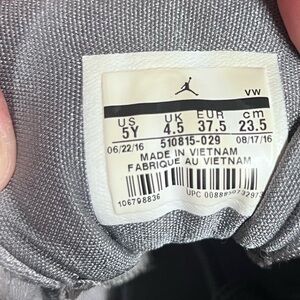 VW
US UK EUR cm
5Y 4.5 37.5 23.5
06/22/16 510815-029 08/17/16
MADE IN VIETNAM
FABRIQUE AU VIETNAM
106798836 UPC